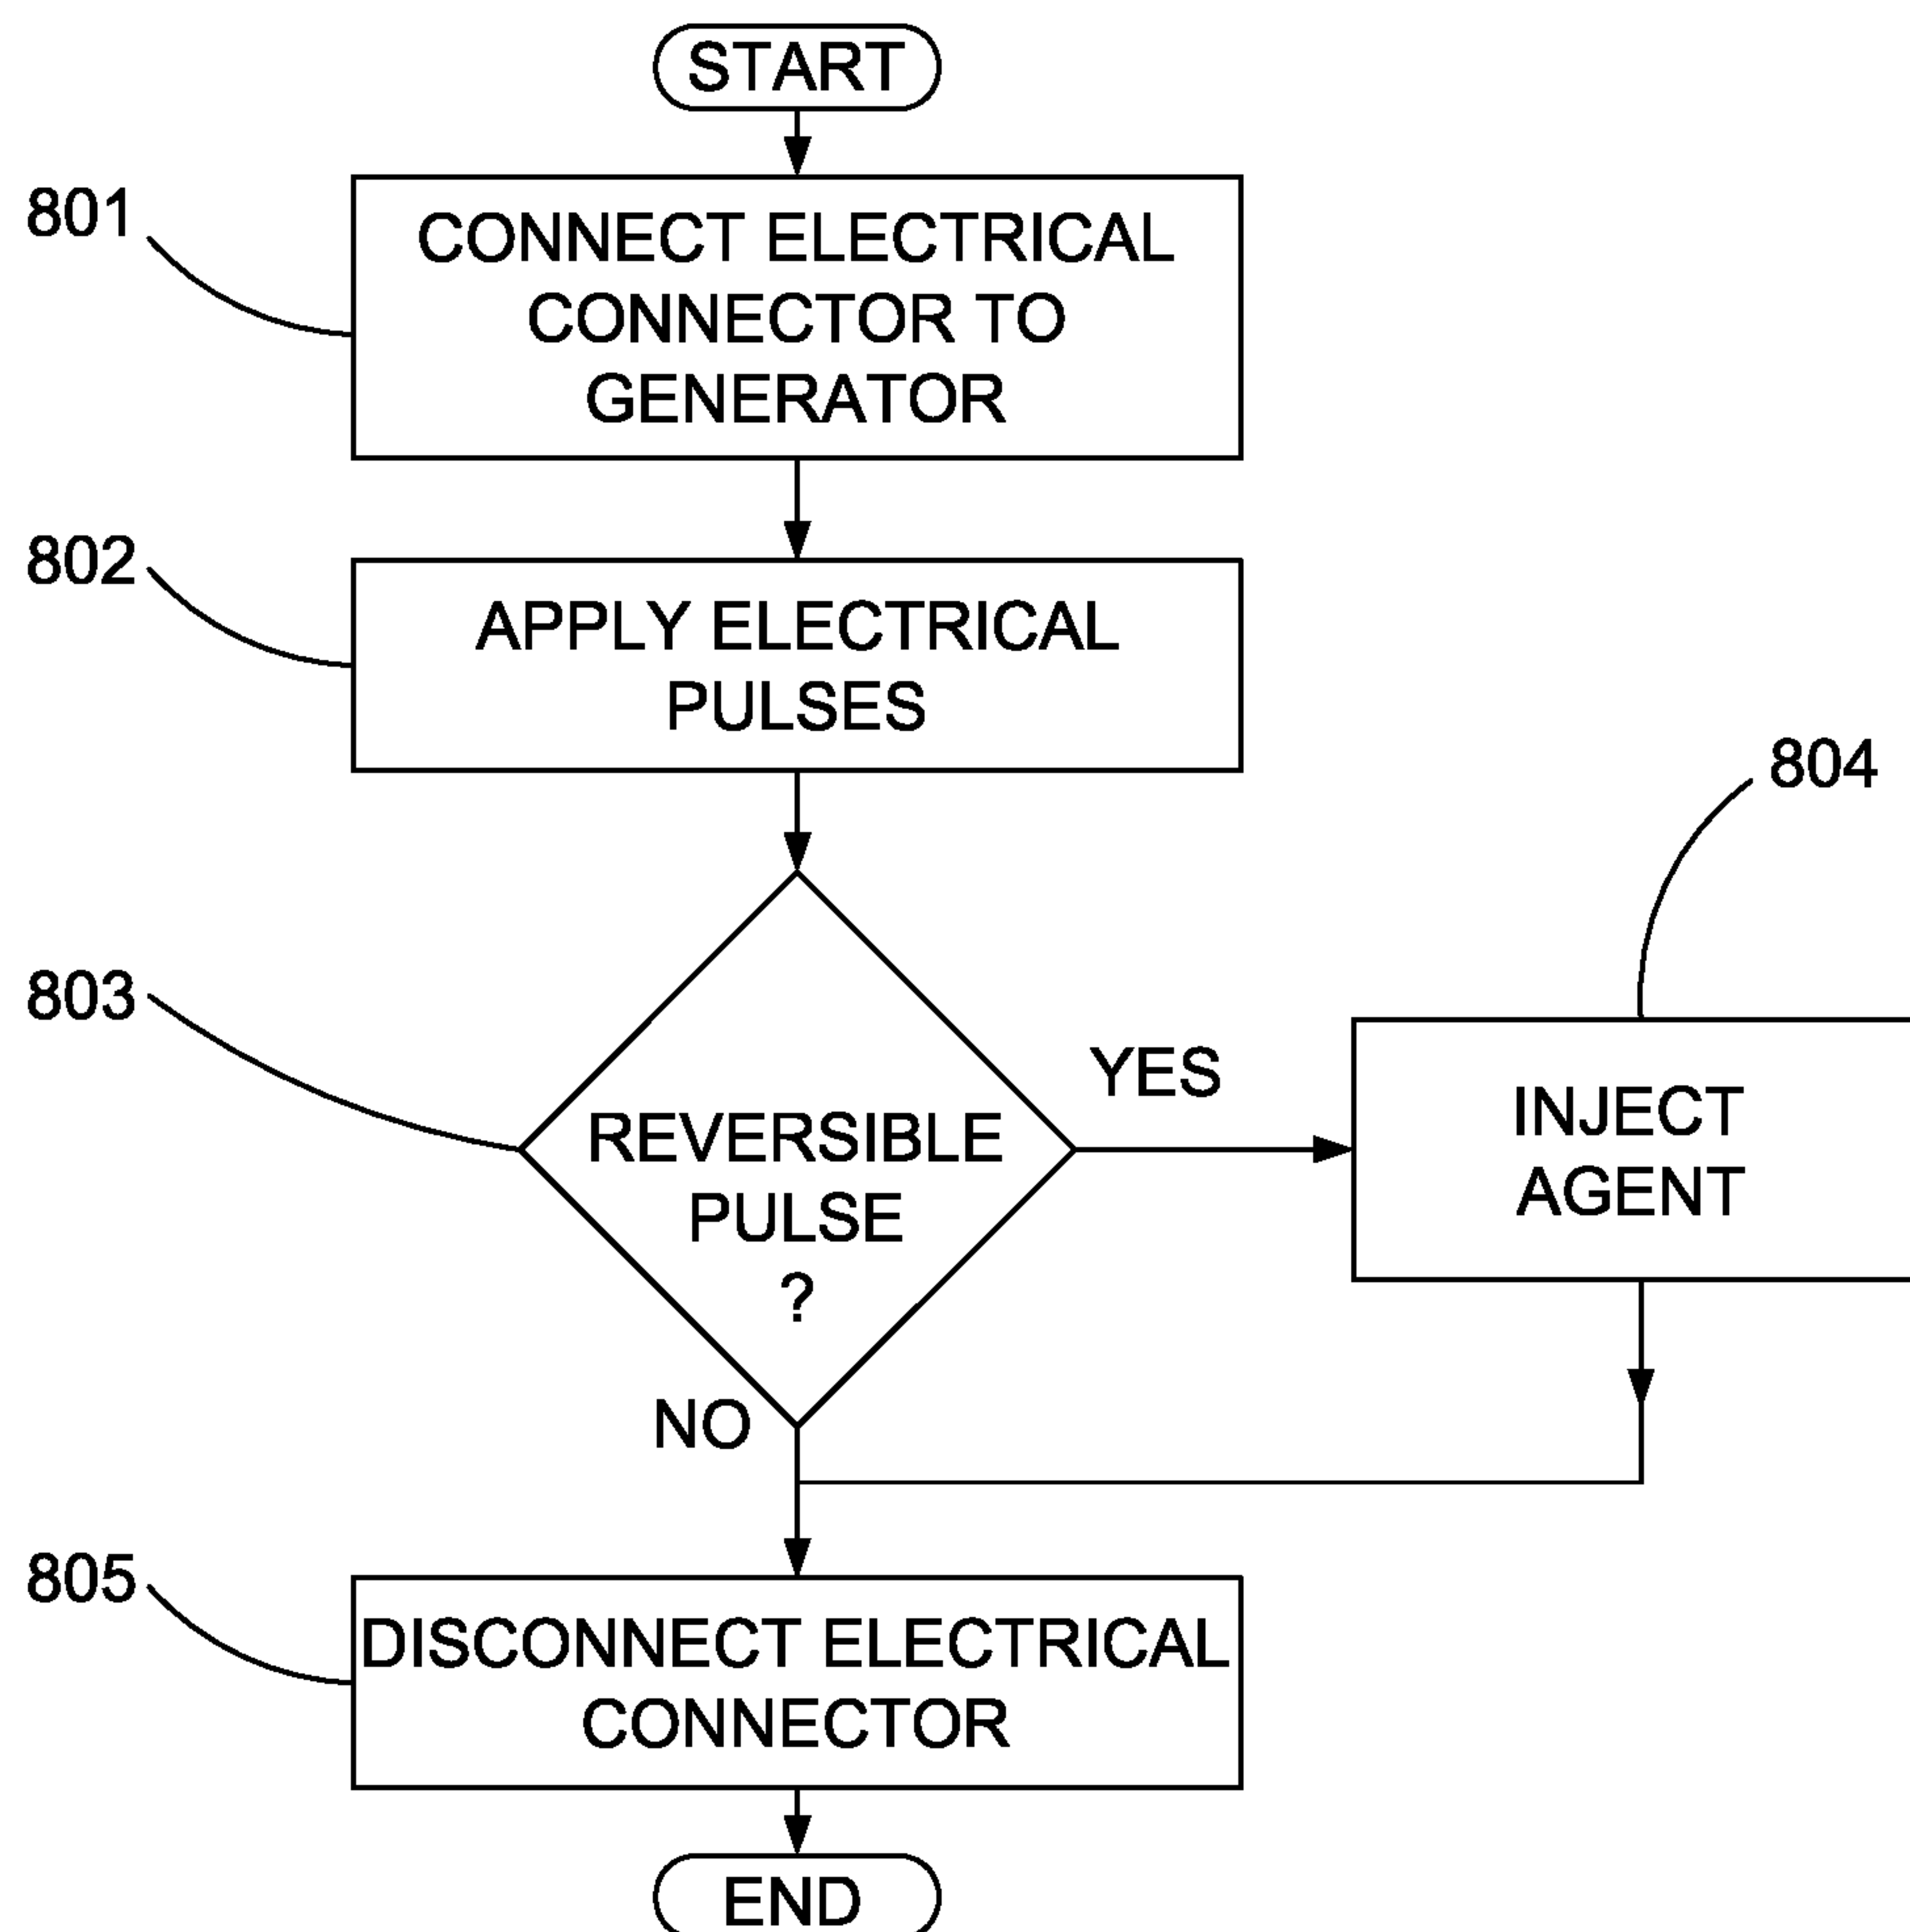 START
801
CONNECT ELECTRICAL
CONNECTOR TO
GENERATOR
802
APPLY ELECTRICAL
PULSES
804
803
REVERSIBLE
PULSE
?
YES
INJECT
AGENT
NO
805
DISCONNECT ELECTRICAL
CONNECTOR
END